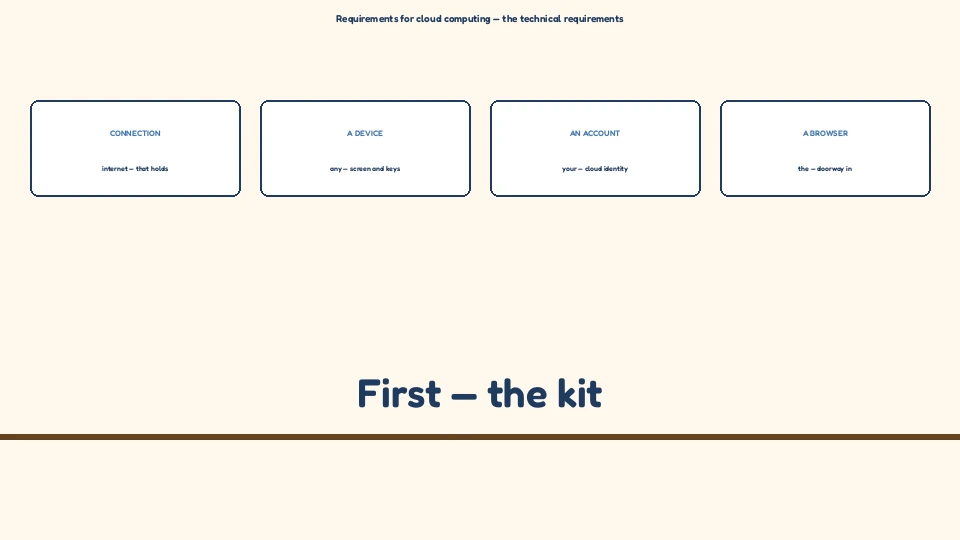 Requirements for cloud computing — the technical requirements
CONNECTION
internet — that holds
A DEVICE
any — screen and keys
AN ACCOUNT
your — cloud identity
A BROWSER
the — doorway in
First — the kit